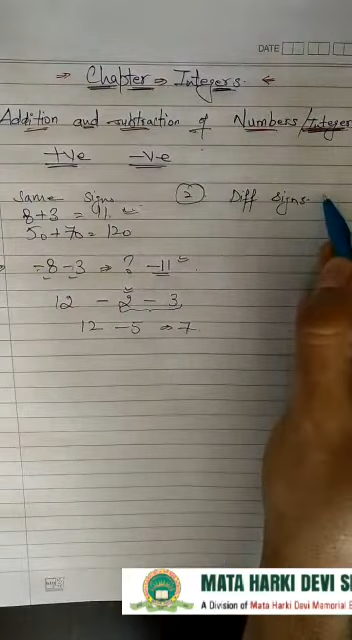 DATE
⇒ Chapter ⇒ Integers. ⇐
Addition and subtraction of Numbers/Integer
+ve -ve
Same Signs
8+3 = 11
50+70 = 120
-8 -3 ⇒ ? -11
12 - 2 - 3
12 - 5 ⇒ 7.
② Diff Signs.
MATA HARKI DEVI S
A Division of Mata Harki Devi Memorial E